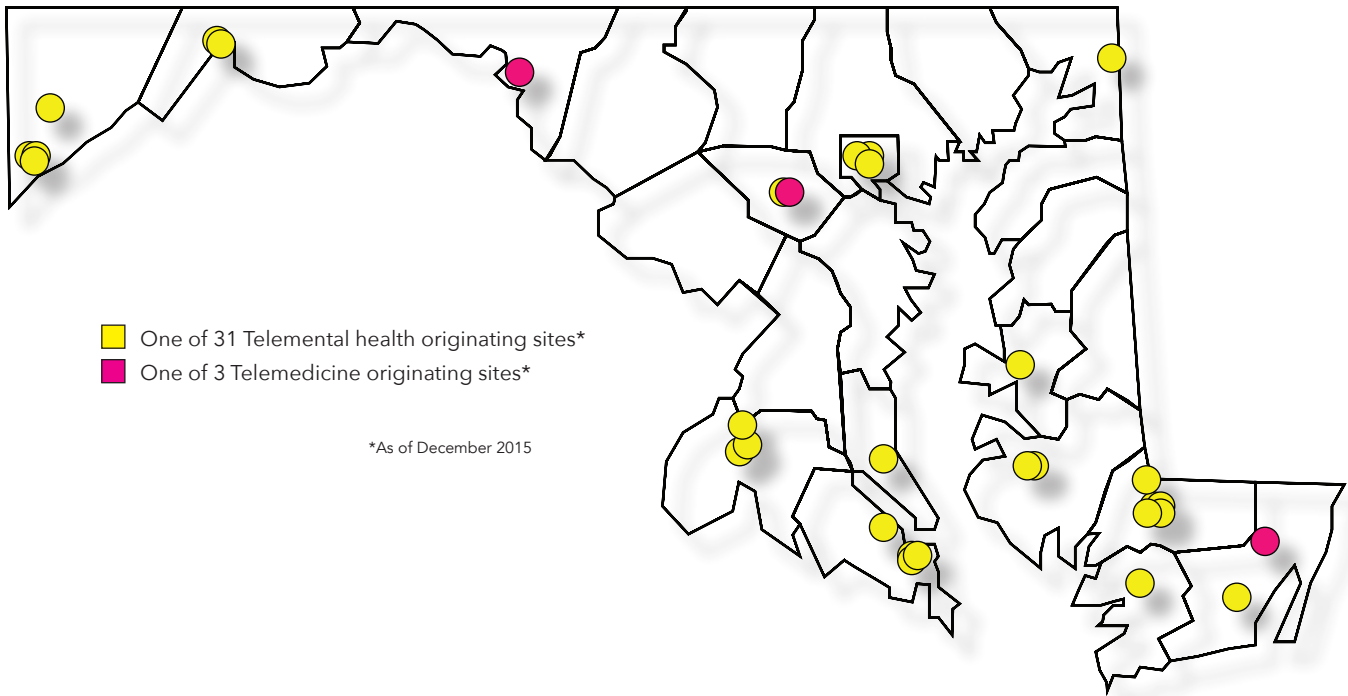 One of 31 Telemental health originating sites*
One of 3 Telemedicine originating sites*
*As of December 2015